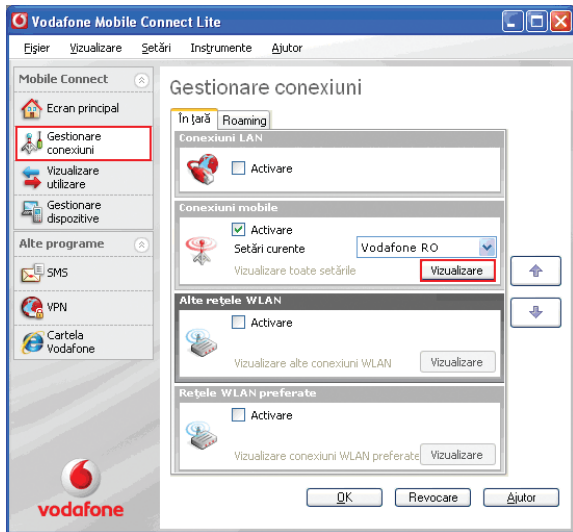 Vodafone Mobile Connect Lite
Fişier Vizualizare Setări Instrumente Ajutor
Mobile Connect
Ecran principal
Gestionare
conexiuni
Vizualizare
utilizare
Gestionare
dispozitive
Alte programe
SMS
VPN
Cartela
Vodafone
vodafone
Gestionare conexiuni
În ţară Roaming
Conexiuni LAN
Activare
Conexiuni mobile
Activare
Setări curente Vodafone RO
Vizualizare toate setările Vizualizare
Alte reţele WLAN
Activare
Vizualizare alte conexiuni WLAN Vizualizare
Reţele WLAN preferate
Activare
Vizualizare conexiuni WLAN preferate Vizualizare
OK Revocare Ajutor